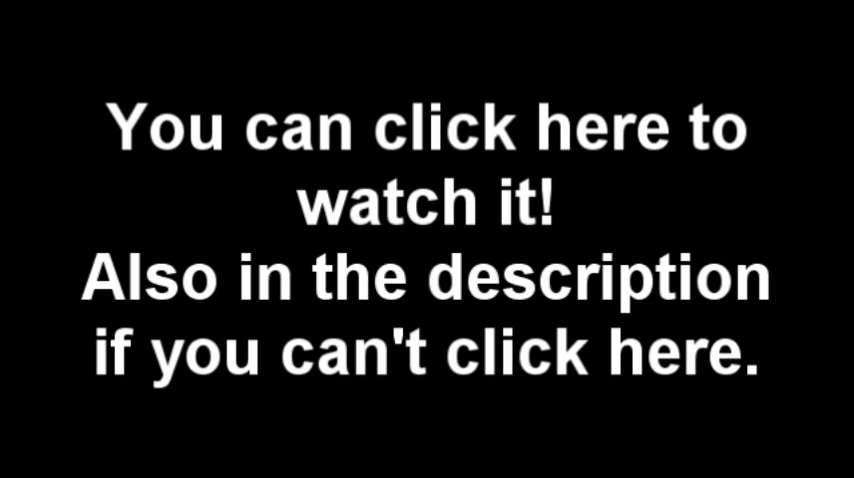 You can click here to
watch it!
Also in the description
if you can't click here.